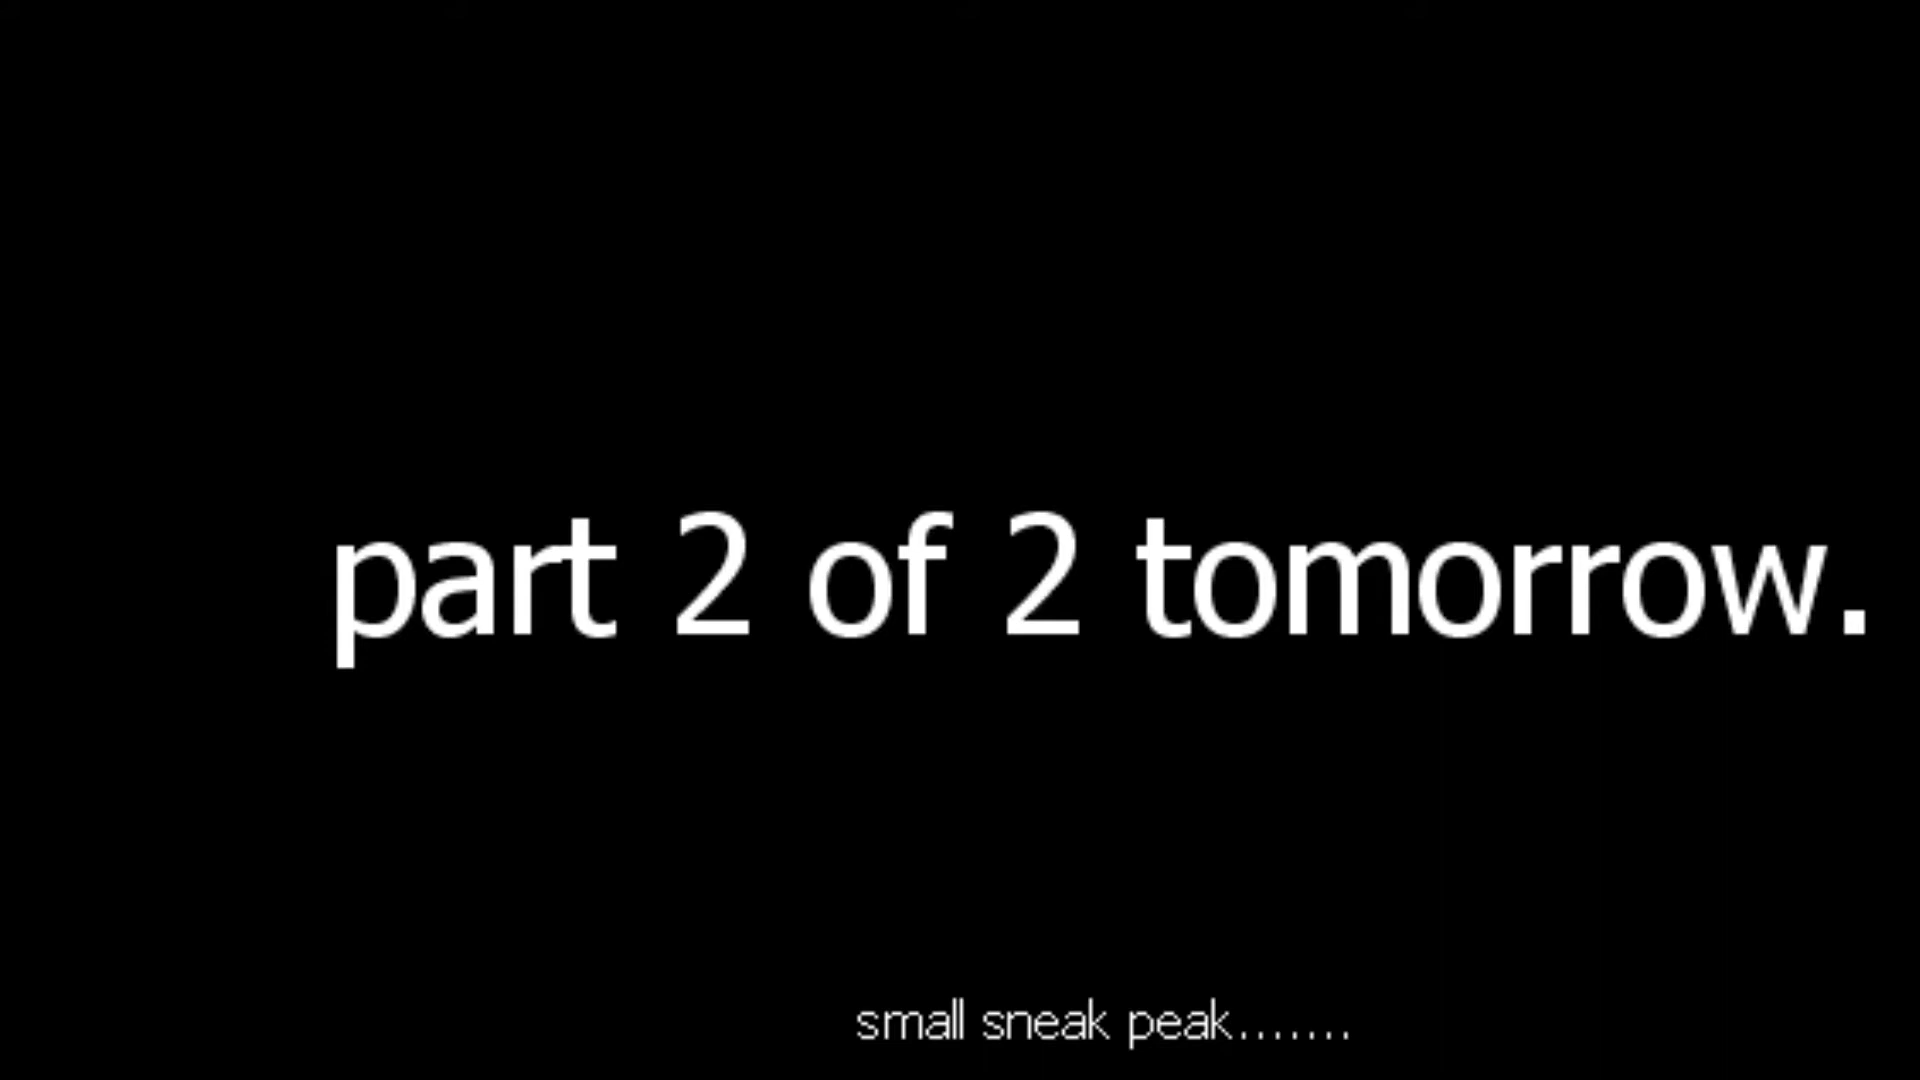 part 2 of 2 tomorrow.
small sneak peak.......